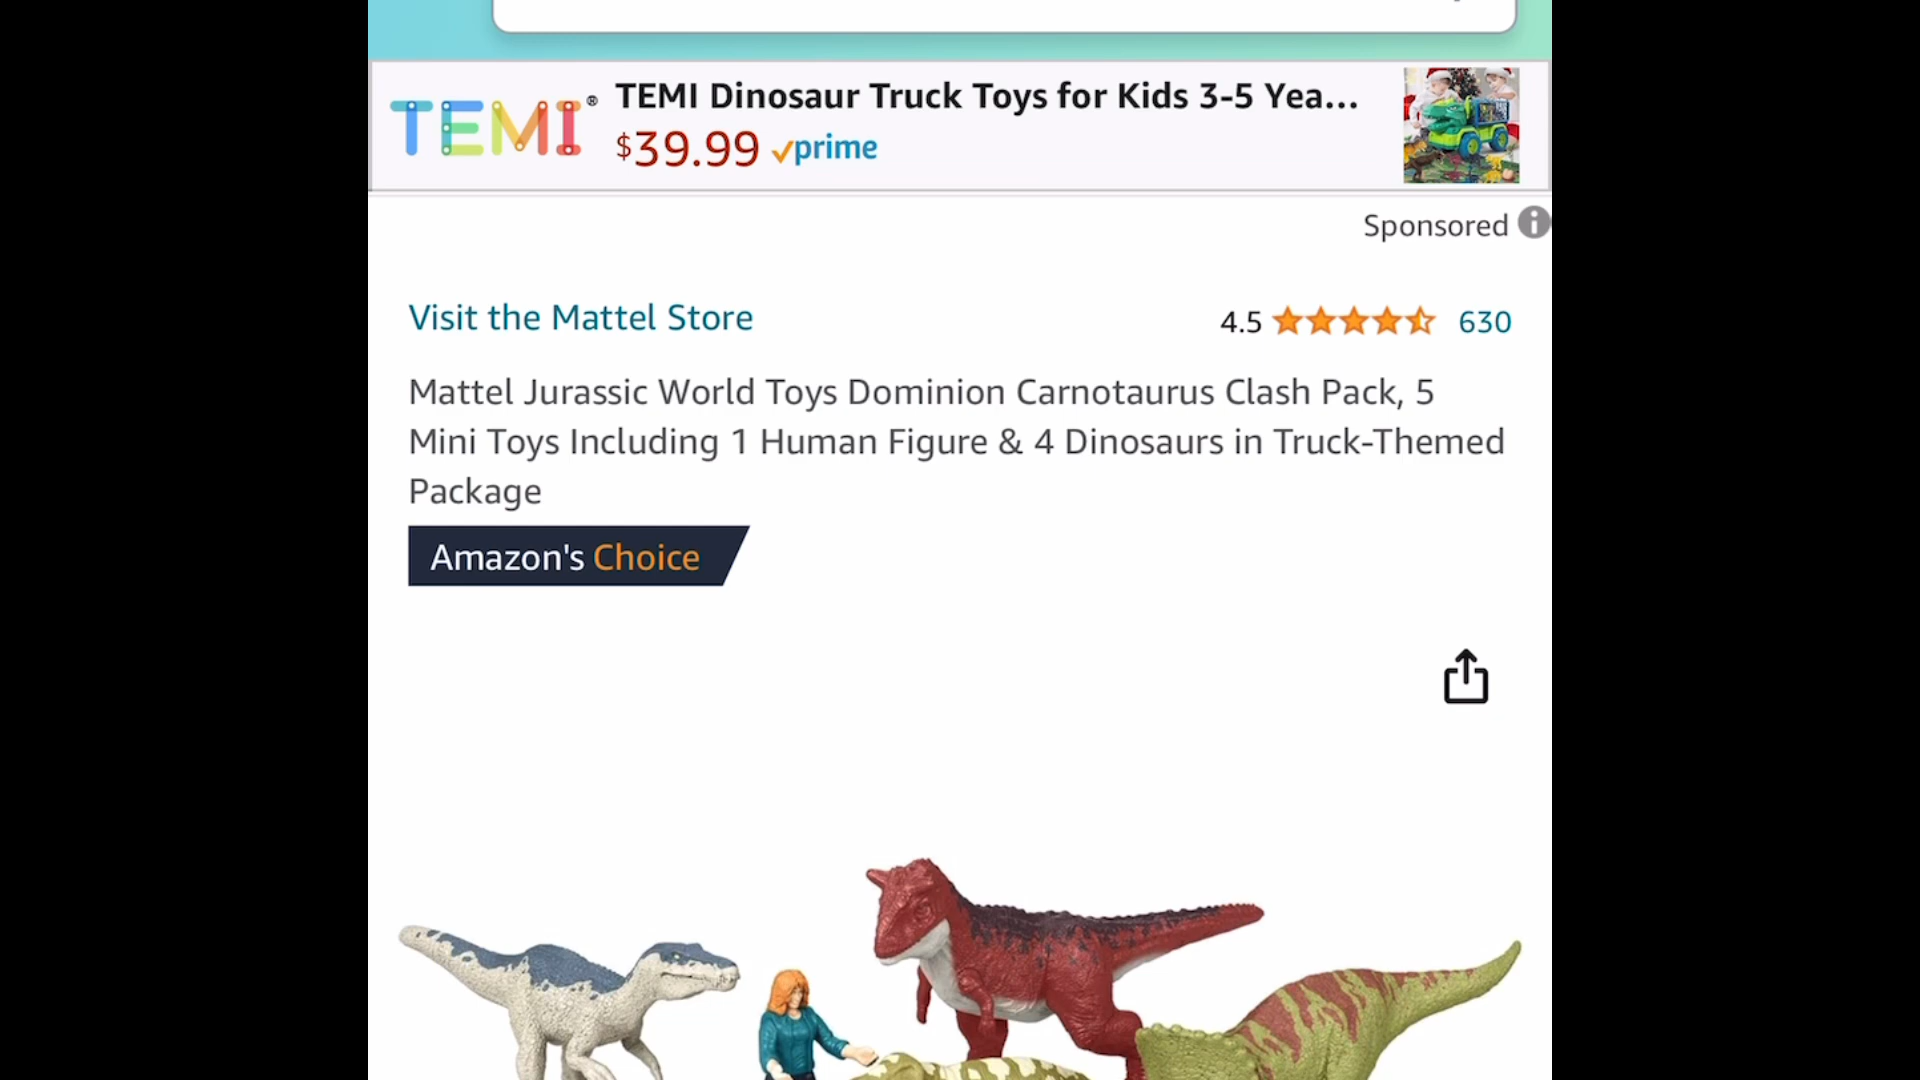 TEMI® TEMI Dinosaur Truck Toys for Kids 3-5 Yea...
$39.99 prime
Sponsored
Visit the Mattel Store
4.5 630
Mattel Jurassic World Toys Dominion Carnotaurus Clash Pack, 5
Mini Toys Including 1 Human Figure & 4 Dinosaurs in Truck-Themed
Package
Amazon's Choice